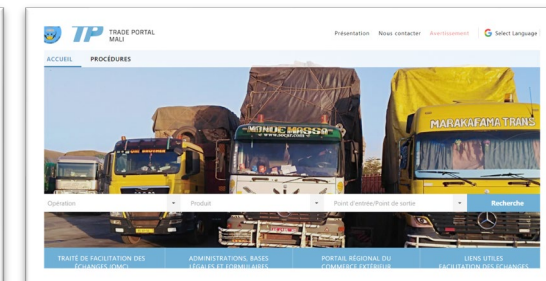 TP TRADE PORTAL
MALI
Présentation Nous contacter Avertissement G Select Language
ACCUEIL PROCÉDURES
MONDE MASSA
MARAKAFAMA TRANS
Opération Produit Point d'entrée/Point de sortie Recherche
TRAITÉ DE FACILITATION DES
ÉCHANGES (OMC)
ADMINISTRATIONS, BASES
LÉGALES ET FORMULAIRES
PORTAIL RÉGIONAL DU
COMMERCE EXTÉRIEUR
LIENS UTILES
FACILITATION DES ÉCHANGES